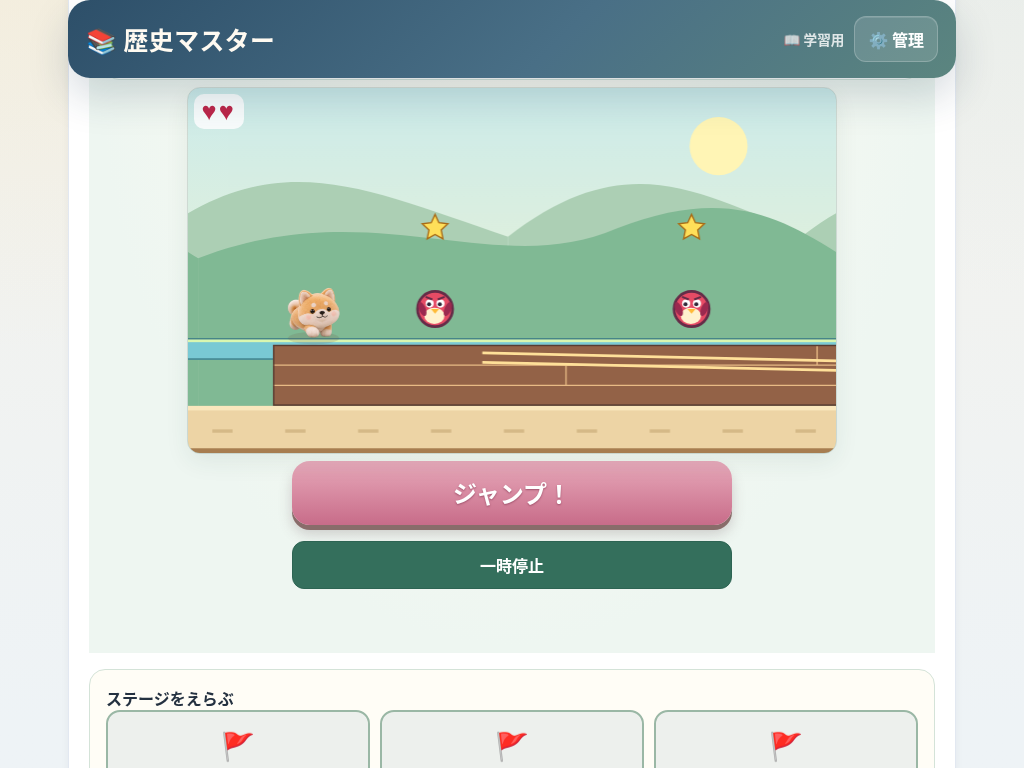 📚 歴史マスター
📖 学習用
⚙️ 管理
♥♥
ジャンプ！
一時停止
ステージをえらぶ